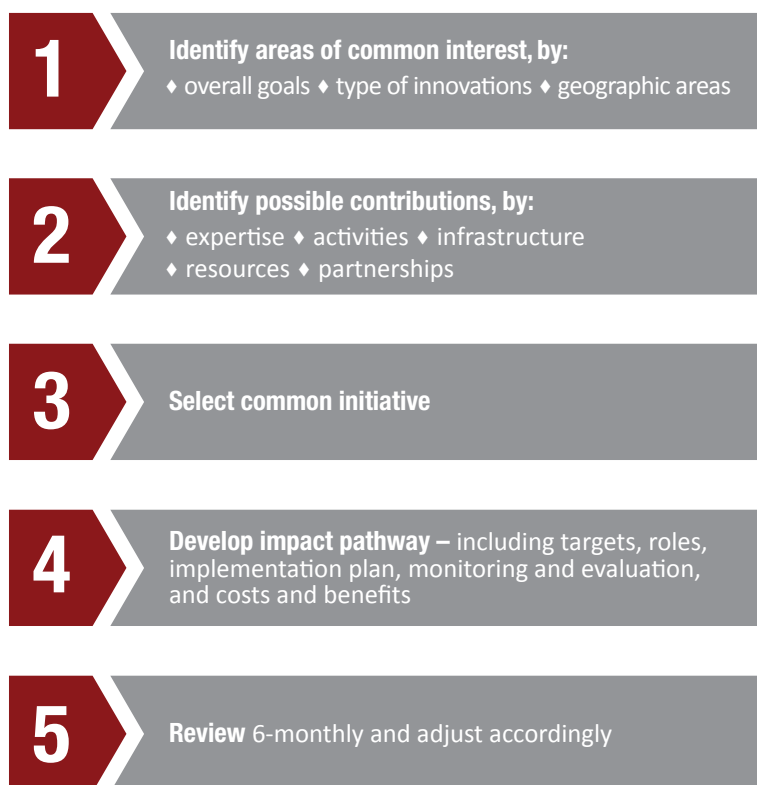 1
Identify areas of common interest, by:
♦ overall goals ♦ type of innovations ♦ geographic areas
2
Identify possible contributions, by:
♦ expertise ♦ activities ♦ infrastructure
♦ resources ♦ partnerships
3
Select common initiative
4
Develop impact pathway – including targets, roles,
implementation plan, monitoring and evaluation,
and costs and benefits
5
Review 6-monthly and adjust accordingly